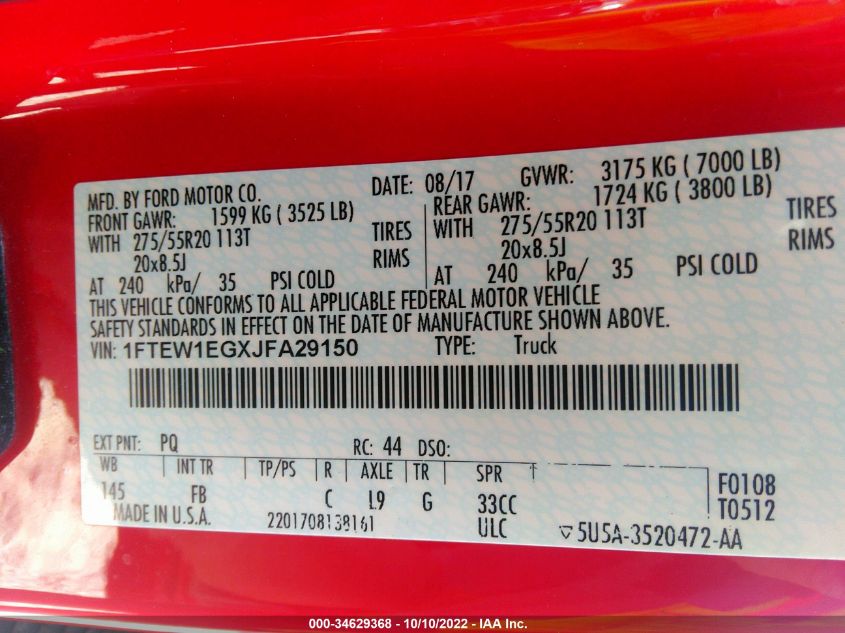 MFD. BY FORD MOTOR CO. DATE: 08/17 GVWR: 3175 KG ( 7000 LB)
FRONT GAWR: 1599 KG ( 3525 LB) REAR GAWR: 1724 KG ( 3800 LB)
WITH 275/55R20 113T TIRES WITH 275/55R20 113T TIRES
20x8.5J RIMS 20x8.5J RIMS
AT 240 kPa/ 35 PSI COLD AT 240 kPa/ 35 PSI COLD
THIS VEHICLE CONFORMS TO ALL APPLICABLE FEDERAL MOTOR VEHICLE
SAFETY STANDARDS IN EFFECT ON THE DATE OF MANUFACTURE SHOWN ABOVE.
VIN: 1FTEW1EGXJFA29150 TYPE: Truck
EXT PNT: PQ RC: 44 DSO:
WB INT TR TP/PS R AXLE TR SPR
145 FB C L9 G 33CC
F0108
T0512
MADE IN U.S.A. 2201708138161 ULC 5U5A-3520472-AA
000-34629368 - 10/10/2022 - IAA Inc.